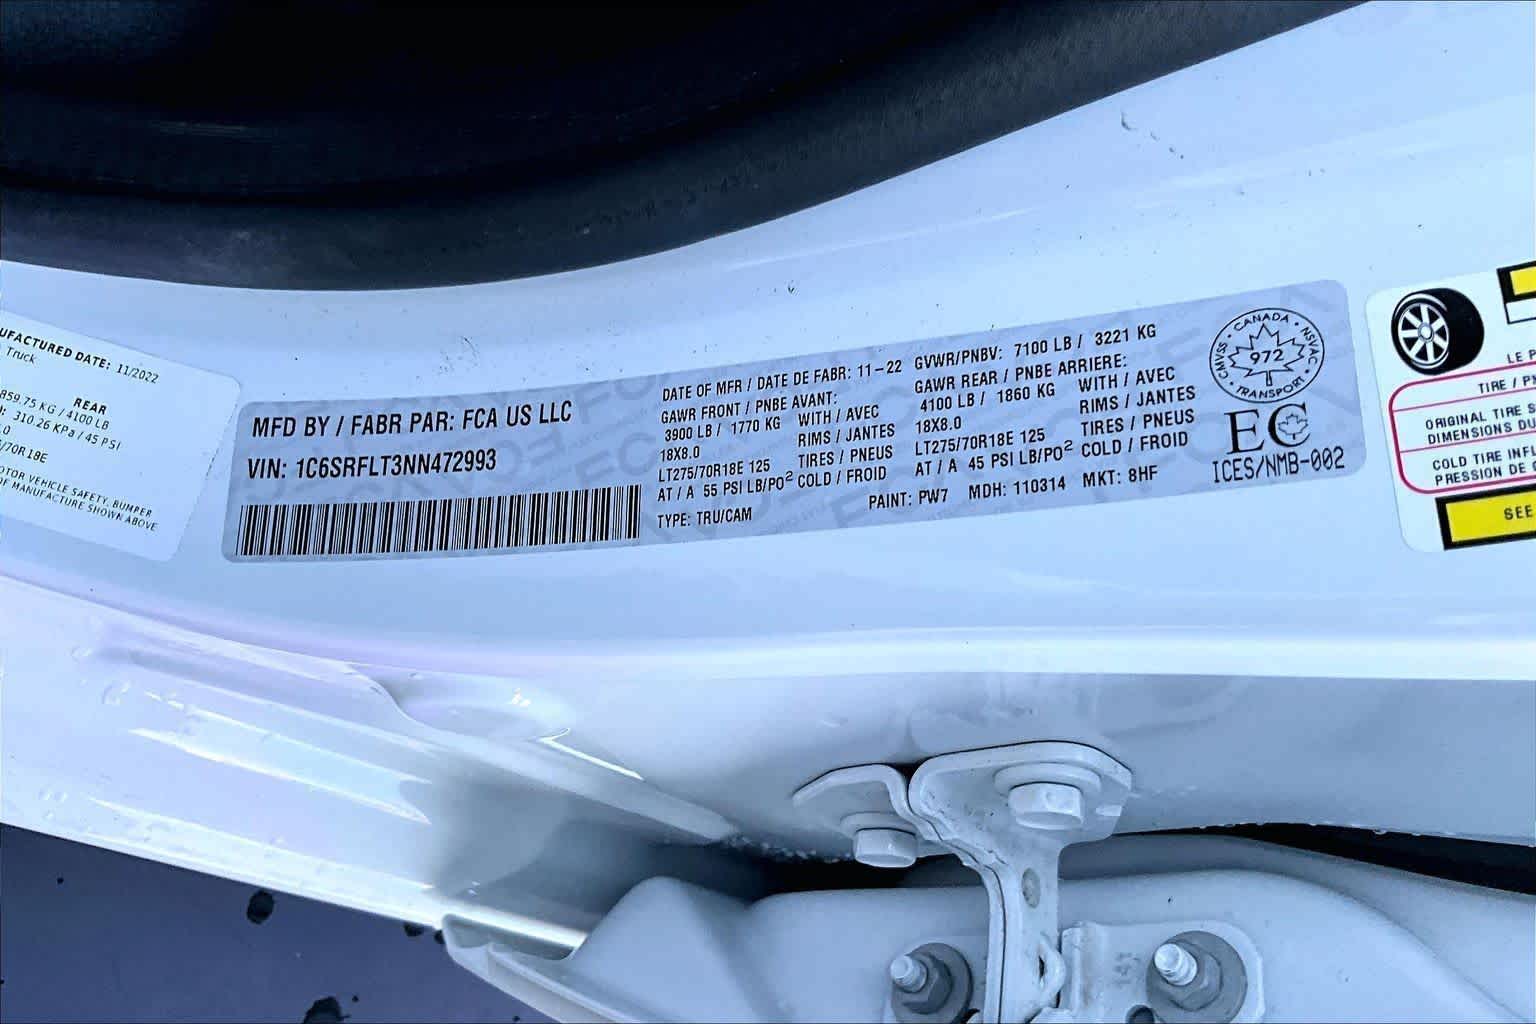 UFACTURED DATE: 11/2022
Truck
REAR
859.75 KG / 4100 LB
310.26 KPa / 45 PSI
.0
/70R18E
OTOR VEHICLE SAFETY, BUMPER
OF MANUFACTURE SHOWN ABOVE
MFD BY / FABR PAR: FCA US LLC
VIN: 1C6SRFLT3NN472993
DATE OF MFR / DATE DE FABR: 11-22 GVWR/PNBV: 7100 LB / 3221 KG
GAWR FRONT / PNBE AVANT:
3900 LB / 1770 KG WITH / AVEC
18X8.0 RIMS / JANTES
LT275/70R18E 125 TIRES / PNEUS
AT / A 55 PSI LB/PO² COLD / FROID
GAWR REAR / PNBE ARRIERE:
4100 LB / 1860 KG WITH / AVEC
18X8.0 RIMS / JANTES
LT275/70R18E 125 TIRES / PNEUS
AT / A 45 PSI LB/PO² COLD / FROID
TYPE: TRU/CAM PAINT: PW7 MDH: 110314 MKT: 8HF
CANADA • NSVAC • TRANSPORT • CMVSS
972
EC
ICES/NMB-002
LE P
TIRE / P
ORIGINAL TIRE S
DIMENSIONS DU
COLD TIRE INFL
PRESSION DE
SEE
141